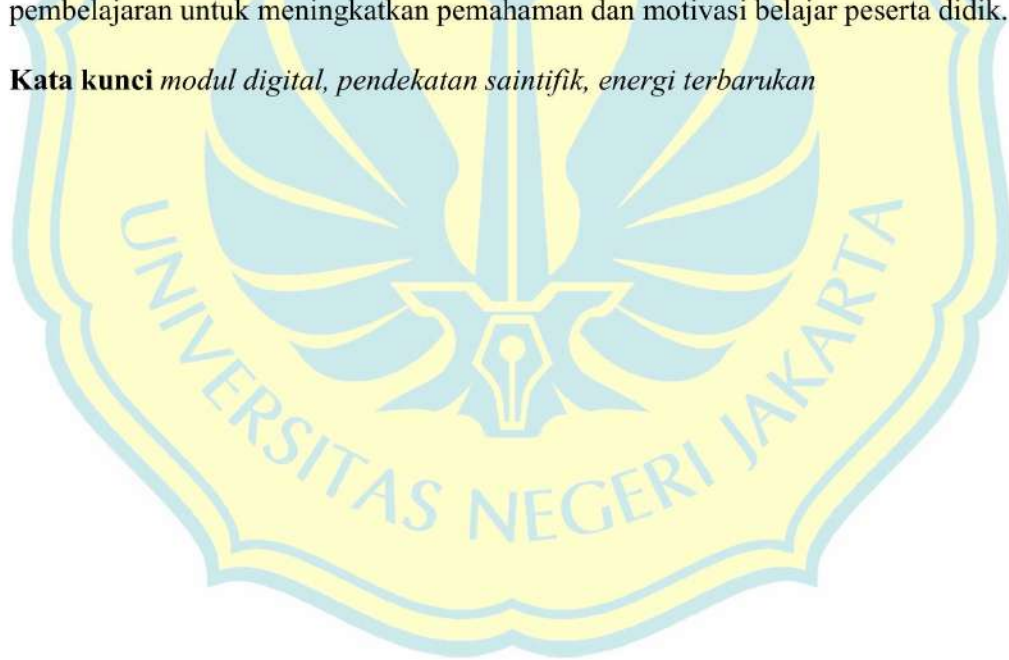 pembelajaran untuk meningkatkan pemahaman dan motivasi belajar peserta didik.
Kata kunci modul digital, pendekatan saintifik, energi terbarukan
UNIVERSITAS NEGERI JAKARTA